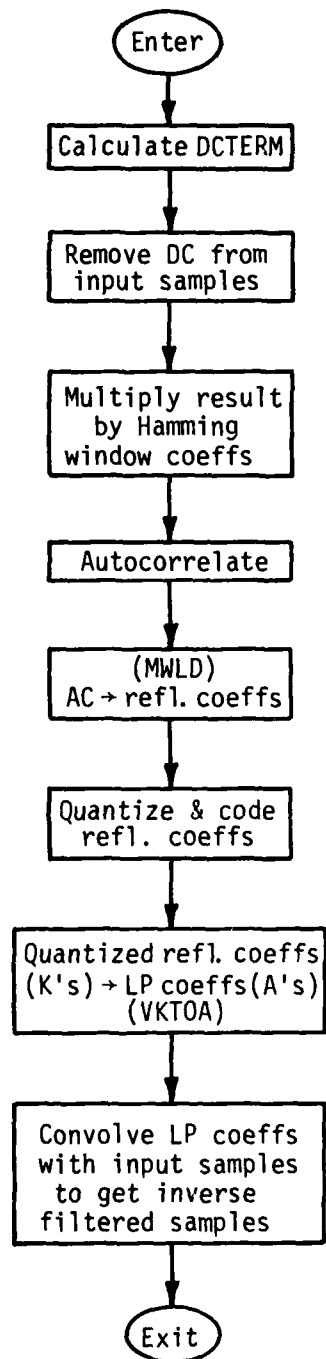 Enter
Calculate DCTERM
Remove DC from
input samples
Multiply result
by Hamming
window coeffs
Autocorrelate
(MWLD)
AC → refl. coeffs
Quantize & code
refl. coeffs
Quantized refl. coeffs
(K's) → LP coeffs(A's)
(VKTOA)
Convolve LP coeffs
with input samples
to get inverse
filtered samples
Exit